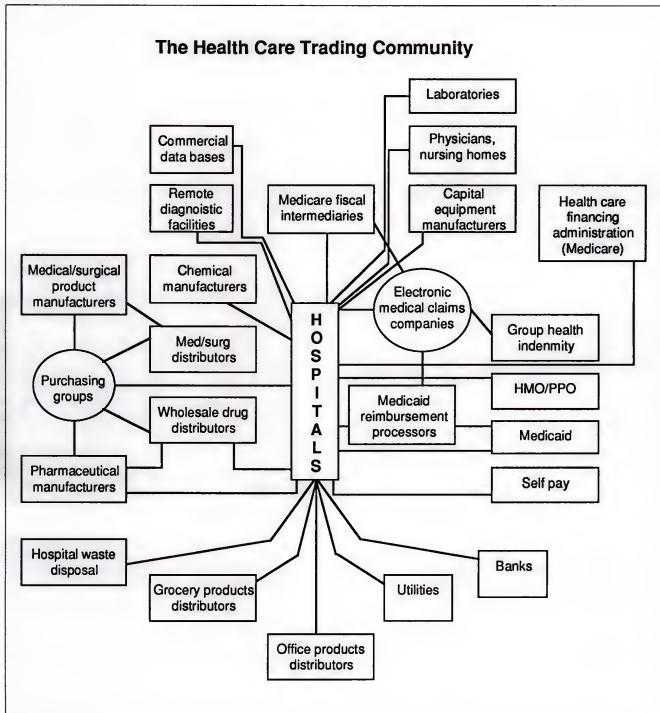 The Health Care Trading Community
Laboratories
Commercial
data bases
Physicians,
nursing homes
Remote
diagnostic
facilities
Medicare fiscal
intermediaries
Capital
equipment
manufacturers
Health care
financing
administration
(Medicare)
Medical/surgical
product
manufacturers
Chemical
manufacturers
Electronic
medical claims
companies
HOSPITALS
Group health
indenmity
Med/surg
distributors
Purchasing
groups
HMO/PPO
Wholesale drug
distributors
Medicaid
reimbursement
processors
Medicaid
Pharmaceutical
manufacturers
Self pay
Hospital waste
disposal
Banks
Grocery products
distributors
Utilities
Office products
distributors